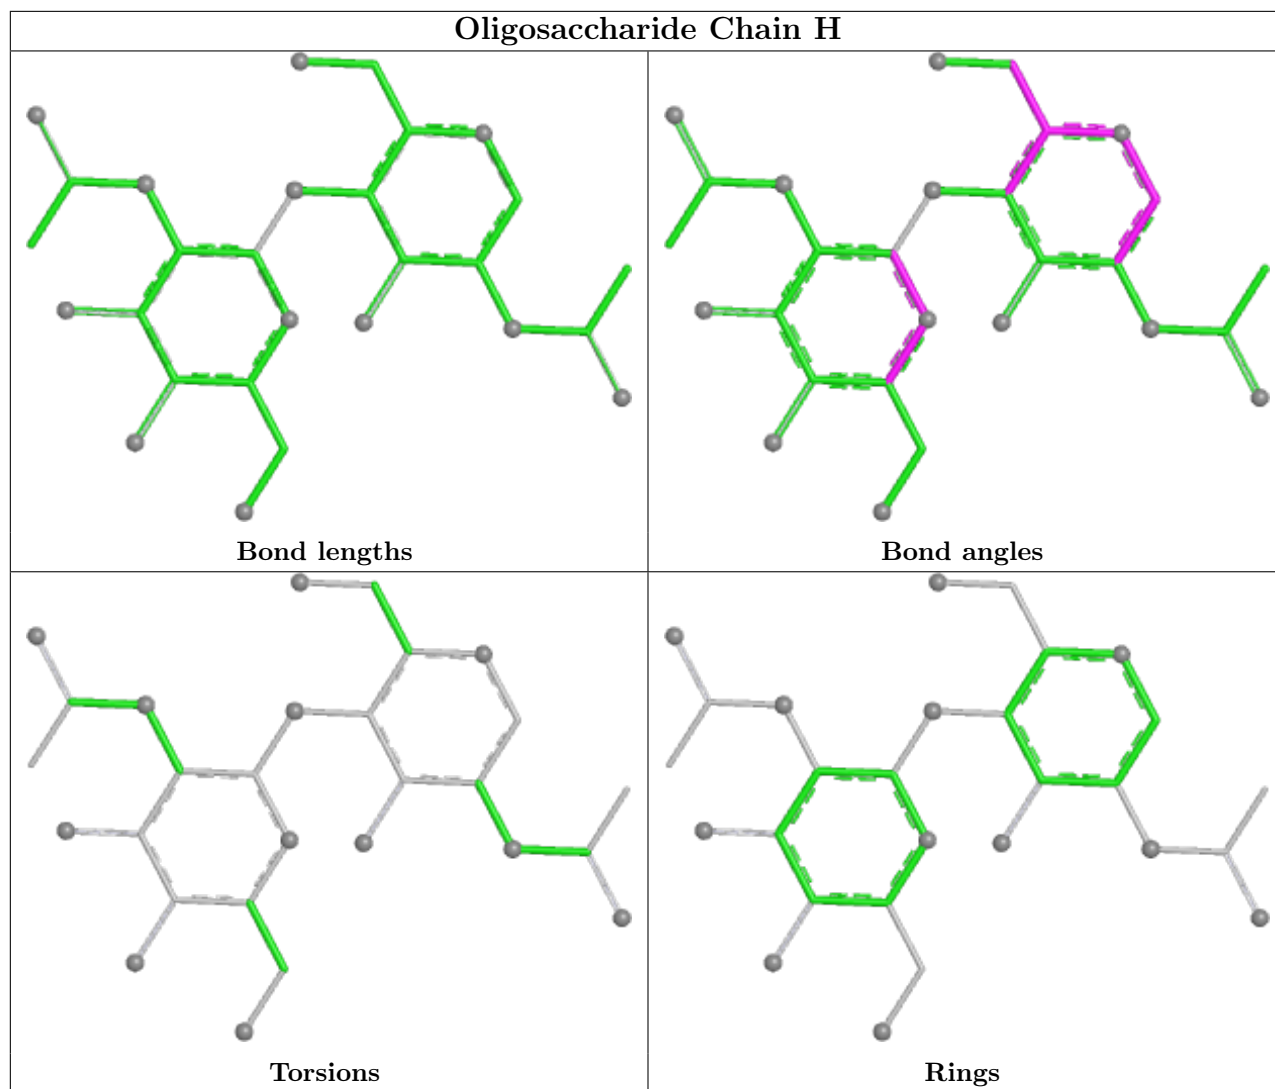 Oligosaccharide Chain H
Bond lengths
Bond angles
Torsions
Rings